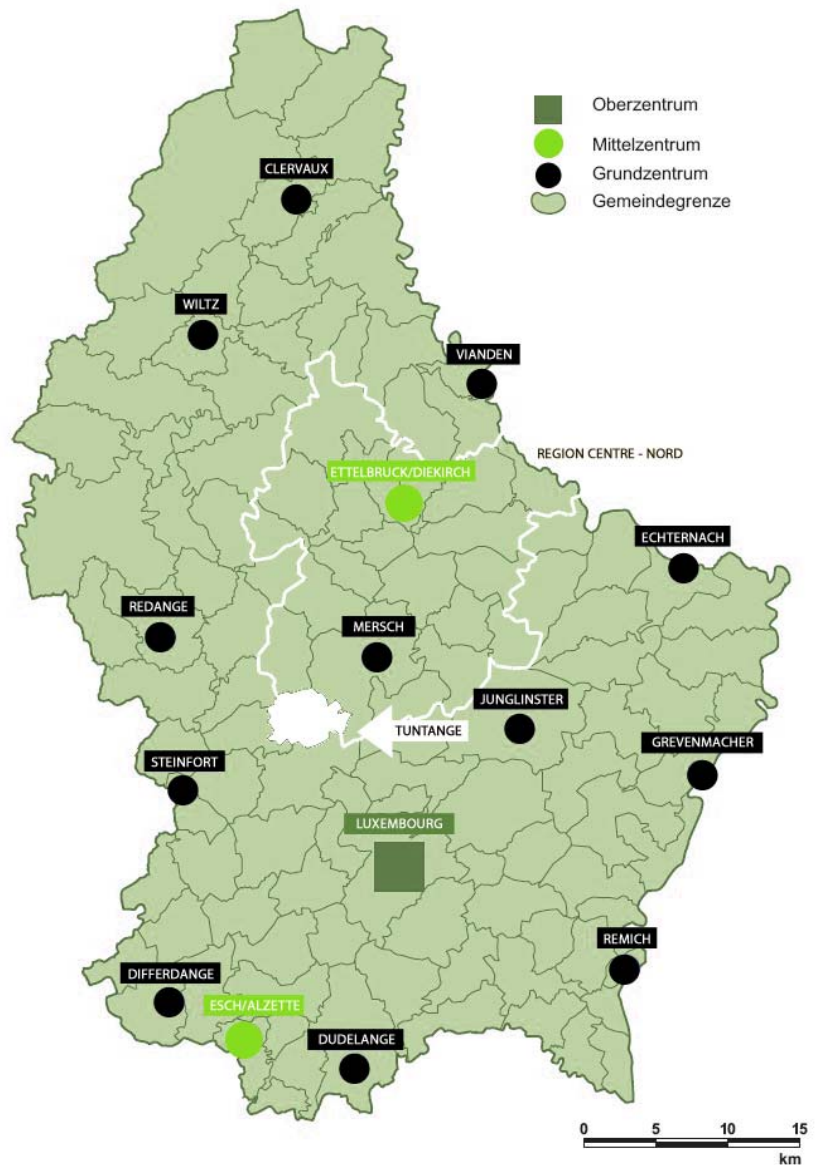 Oberzentrum
Mittelzentrum
Grundzentrum
Gemeindegrenze
CLERVAUX
WILTZ
VIANDEN
REGION CENTRE - NORD
ETTELBRUCK/DIEKIRCH
ECHTERNACH
REDANGE
MERSCH
JUNGLINSTER
TUNTANGE
GREVENMACHER
STEINFORT
LUXEMBOURG
REMICH
DIFFERDANGE
ESCH/ALZETTE
DUDELANGE
0 5 10 15
km